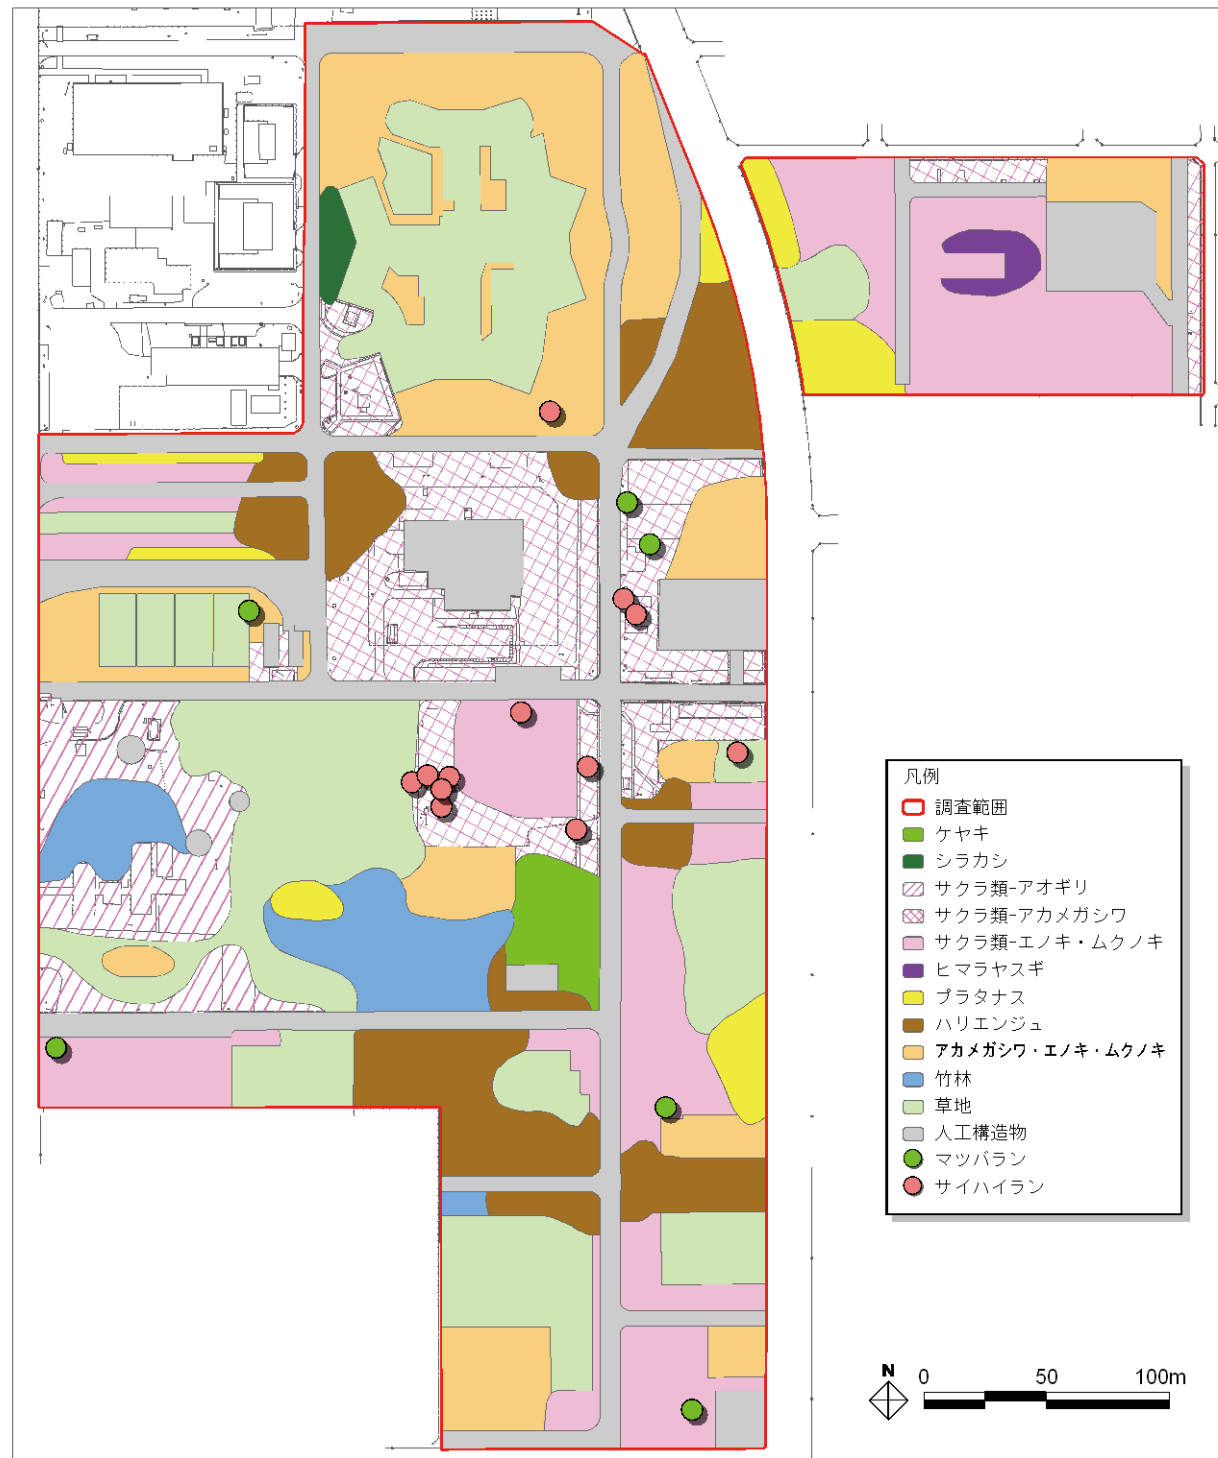 凡例
調査範囲
ケヤキ
シラカシ
サクラ類-アオギリ
サクラ類-アカメガシワ
サクラ類-エノキ・ムクノキ
ヒマラヤスギ
プラタナス
ハリエンジュ
アカメガシワ・エノキ・ムクノキ
竹林
草地
人工構造物
マツバラン
サイハイラン
N 0 50 100m